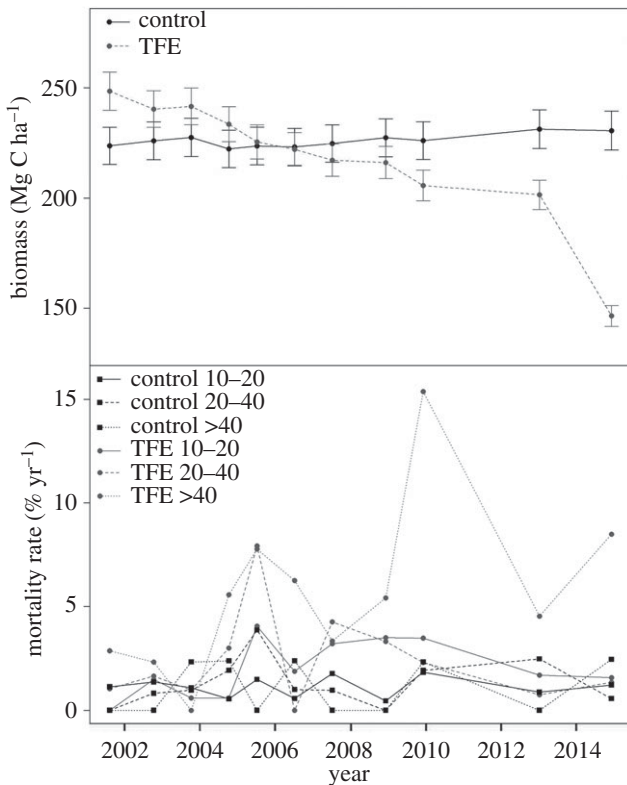 control
TFE
250
200
150
biomass (Mg C ha⁻¹)
control 10–20
control 20–40
control >40
TFE 10–20
TFE 20–40
TFE >40
15
10
5
0
mortality rate (% yr⁻¹)
2002 2004 2006 2008 2010 2012 2014
year